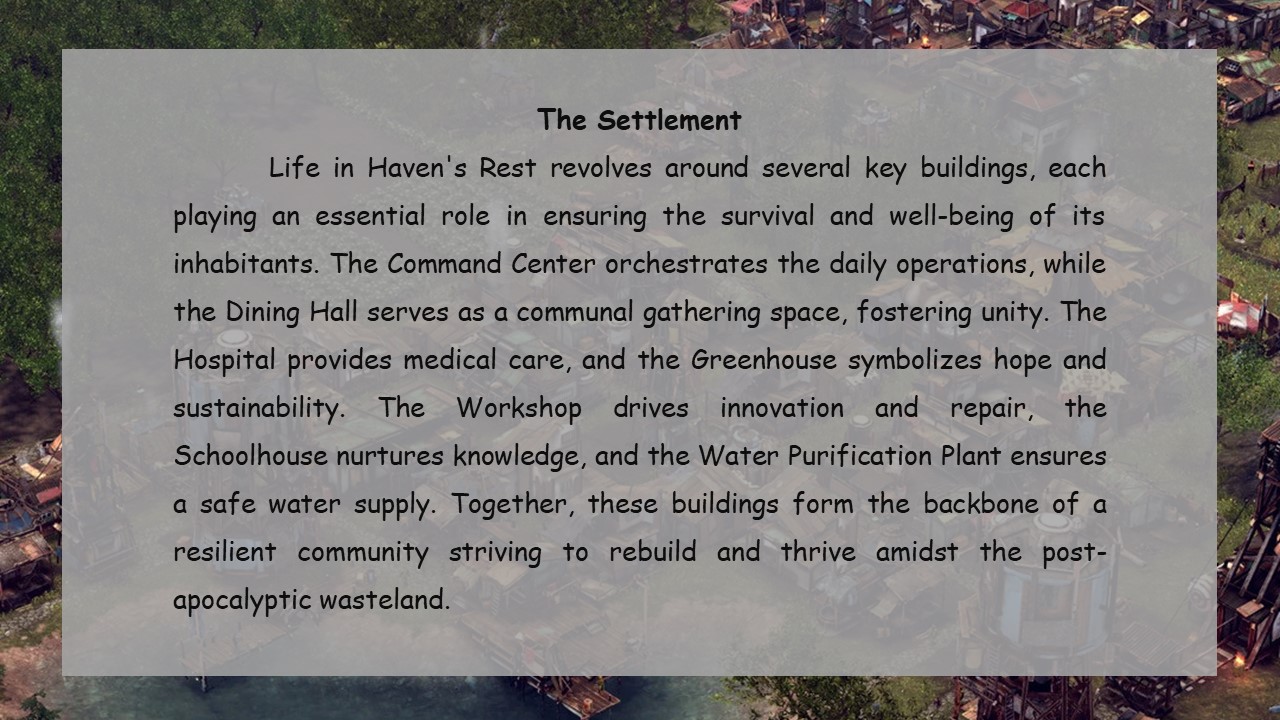 The Settlement
Life in Haven's Rest revolves around several key buildings, each
playing an essential role in ensuring the survival and well-being of its
inhabitants. The Command Center orchestrates the daily operations, while
the Dining Hall serves as a communal gathering space, fostering unity. The
Hospital provides medical care, and the Greenhouse symbolizes hope and
sustainability. The Workshop drives innovation and repair, the
Schoolhouse nurtures knowledge, and the Water Purification Plant ensures
a safe water supply. Together, these buildings form the backbone of a
resilient community striving to rebuild and thrive amidst the post-
apocalyptic wasteland.